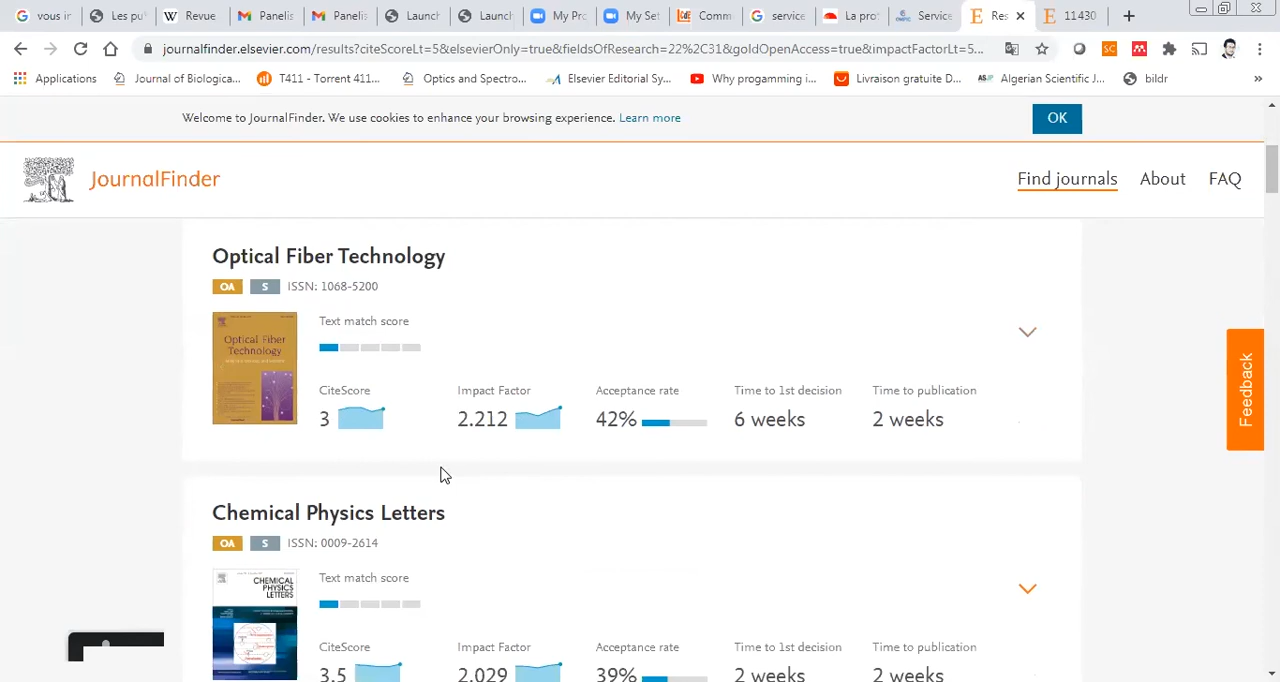 vous in
Les pu
Revue
Panelis
Panelis
Launch
Launch
My Pro
My Set
Comm
service
La prot
Service
Res
11430
journalfinder.elsevier.com/results?citeScoreLt=5&elsevierOnly=true&fieldsOfResearch=22%2C31&goldOpenAccess=true&impactFactorLt=5...
Applications
Journal of Biologica...
T411 - Torrent 411...
Optics and Spectro...
Elsevier Editorial Sy...
Why progamming i...
Livraison gratuite D...
Algerian Scientific J...
bildr
»
Welcome to JournalFinder. We use cookies to enhance your browsing experience. Learn more
OK
JournalFinder
Find journals About FAQ
Optical Fiber Technology
OA S ISSN: 1068-5200
Optical Fiber
Technology
Text match score
CiteScore Impact Factor Acceptance rate Time to 1st decision Time to publication
3 2.212 42% 6 weeks 2 weeks
Feedback
Chemical Physics Letters
OA S ISSN: 0009-2614
CHEMICAL
PHYSICS
LETTERS
Text match score
CiteScore Impact Factor Acceptance rate Time to 1st decision Time to publication
3.5 2.029 39% 2 weeks 2 weeks